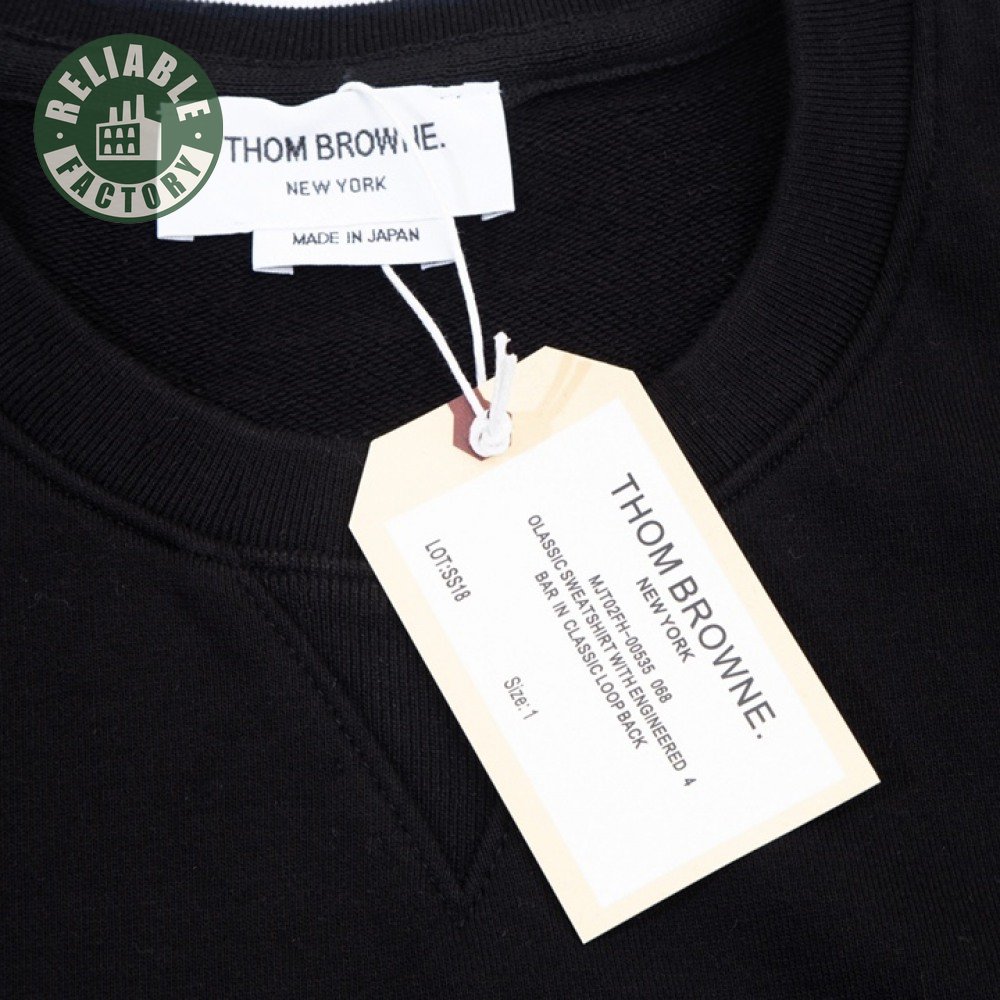 RELIABLE
FACTORY
THOM BROWNE.
NEW YORK
MADE IN JAPAN
THOM BROWNE.
NEW YORK
MJT02FH-00535 068
OLASSIC SWEATSHIRT WITH ENGINEERED 4
BAR IN CLASSIC LOOP BACK
LOT:SS18
Size: 1